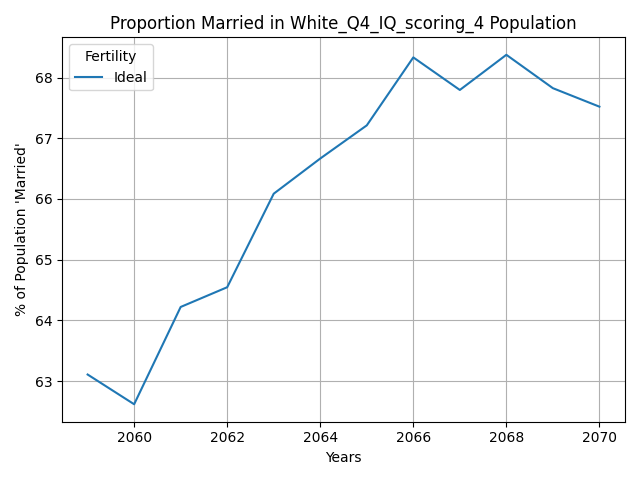 Proportion Married in White_Q4_IQ_scoring_4 Population
Fertility
Ideal
% of Population 'Married'
68
67
66
65
64
63
2060 2062 2064 2066 2068 2070
Years